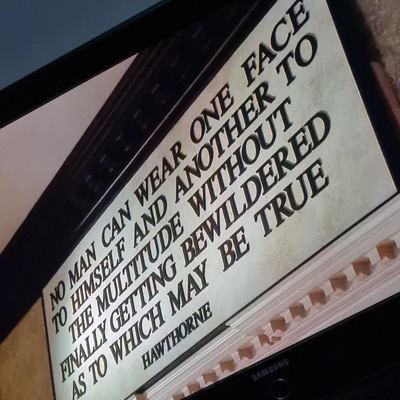 NO MAN CAN WEAR ONE FACE
TO HIMSELF AND ANOTHER TO
THE MULTITUDE WITHOUT
FINALLY GETTING BEWILDERED
AS TO WHICH MAY BE TRUE
HAWTHORNE
SAMSUNG